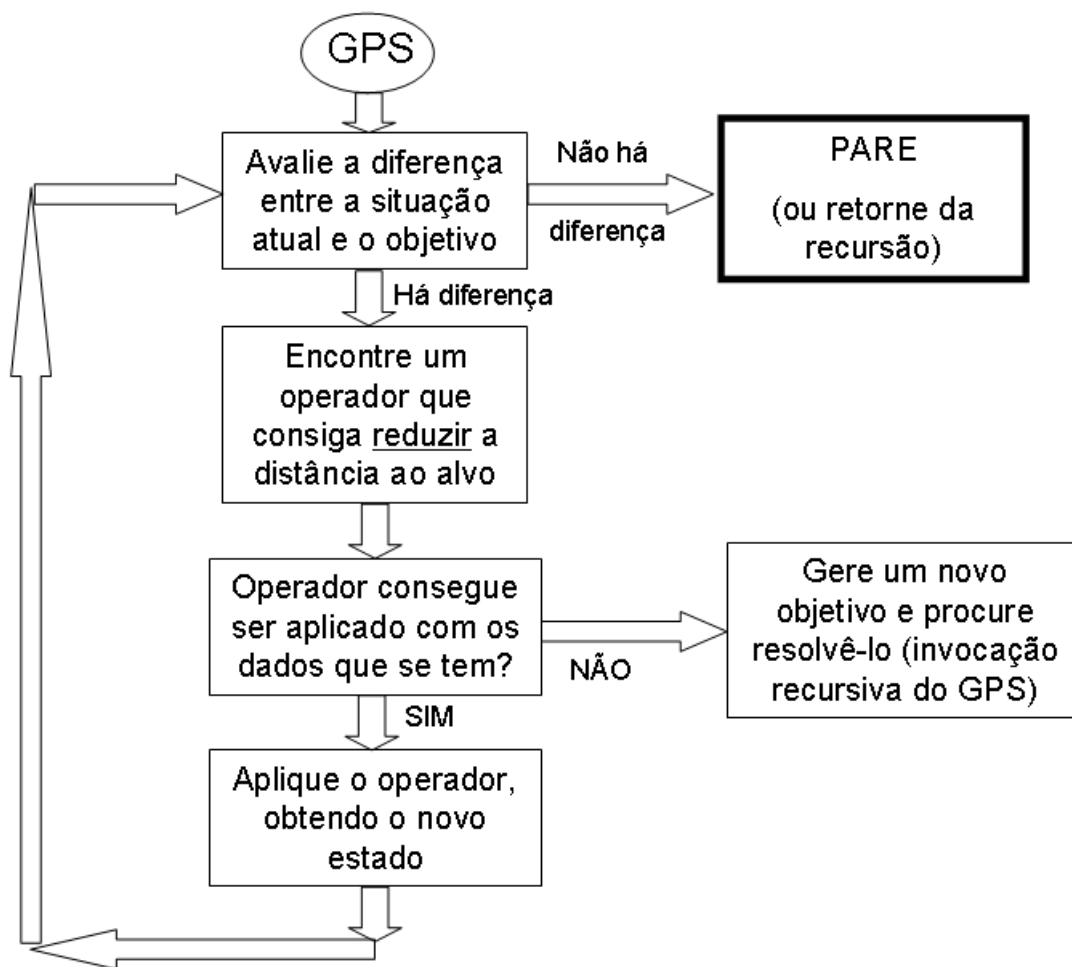 GPS
Avalie a diferença
entre a situação
atual e o objetivo
Não há
diferença
PARE
(ou retorne da
recursão)
Há diferença
Encontre um
operador que
consiga reduzir a
distância ao alvo
Operador consegue
ser aplicado com os
dados que se tem?
NÃO
Gere um novo
objetivo e procure
resolvê-lo (invocação
recursiva do GPS)
SIM
Aplique o operador,
obtendo o novo
estado